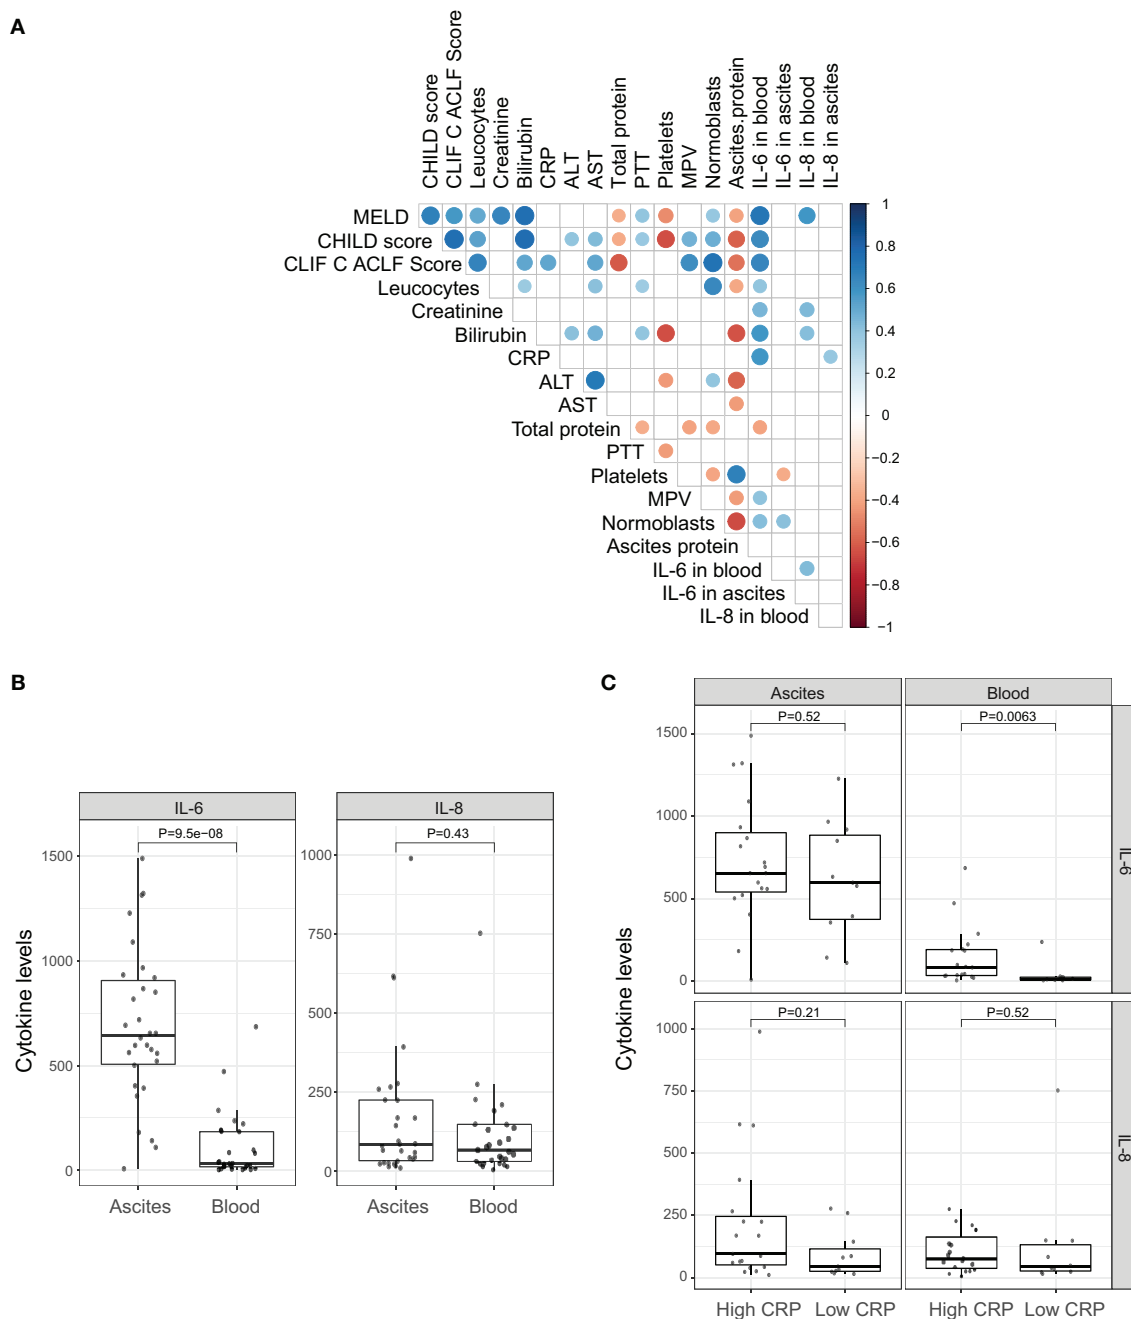 A
CHILD score
CLIF C ACLF Score
Leucocytes
Creatinine
Bilirubin
CRP
ALT
AST
Total protein
PTT
Platelets
MPV
Normoblasts
Ascites.protein
IL-6 in blood
IL-6 in ascites
IL-8 in blood
IL-8 in ascites
MELD
CHILD score
CLIF C ACLF Score
Leucocytes
Creatinine
Bilirubin
CRP
ALT
AST
Total protein
PTT
Platelets
MPV
Normoblasts
Ascites protein
IL-6 in blood
IL-6 in ascites
IL-8 in blood
1
0.8
0.6
0.4
0.2
0
−0.2
−0.4
−0.6
−0.8
−1
B
Cytokine levels
IL-6
P=9.5e−08
1500
1000
500
0
Ascites
Blood
IL-8
P=0.43
1000
750
500
250
0
Ascites
Blood
C
Cytokine levels
Ascites
Blood
P=0.52
P=0.0063
1500
1000
500
0
IL-6
P=0.21
P=0.52
1000
750
500
250
0
IL-8
High CRP
Low CRP
High CRP
Low CRP